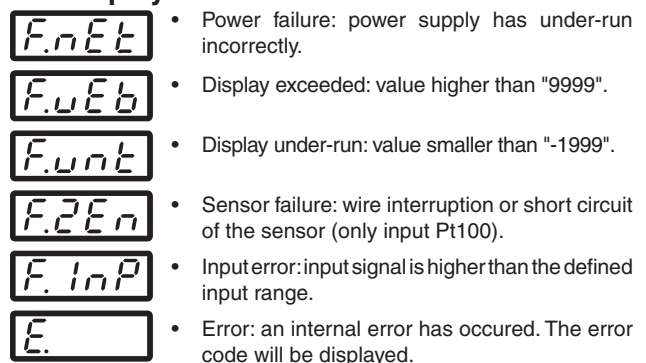 F.nEt
• Power failure: power supply has under-run
incorrectly.
F.uEb
• Display exceeded: value higher than "9999".
F.unt
• Display under-run: value smaller than "-1999".
F.2En
• Sensor failure: wire interruption or short circuit
of the sensor (only input Pt100).
F. InP
• Input error: input signal is higher than the defined
input range.
E.
• Error: an internal error has occured. The error
code will be displayed.